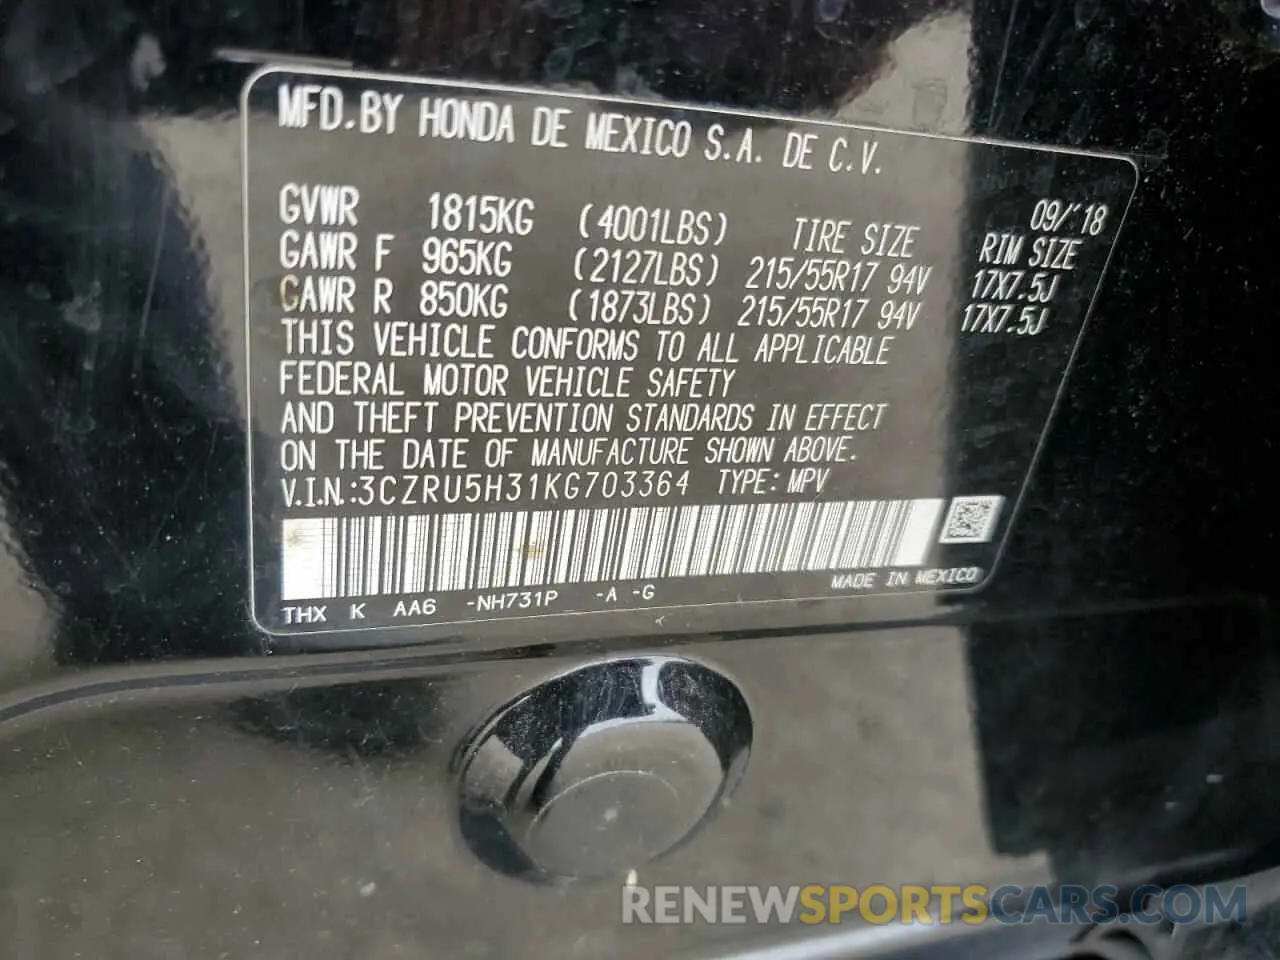 MFD.BY HONDA DE MEXICO S.A. DE C.V.
09/'18
GVWR 1815KG (4001LBS) TIRE SIZE RIM SIZE
GAWR F 965KG (2127LBS) 215/55R17 94V 17X7.5J
GAWR R 850KG (1873LBS) 215/55R17 94V 17X7.5J
THIS VEHICLE CONFORMS TO ALL APPLICABLE
FEDERAL MOTOR VEHICLE SAFETY
AND THEFT PREVENTION STANDARDS IN EFFECT
ON THE DATE OF MANUFACTURE SHOWN ABOVE.
V.I.N.:3CZRU5H31KG703364 TYPE: MPV
MADE IN MEXICO
THX K AA6 -NH731P -A -G
RENEWSPORTSCARS.COM